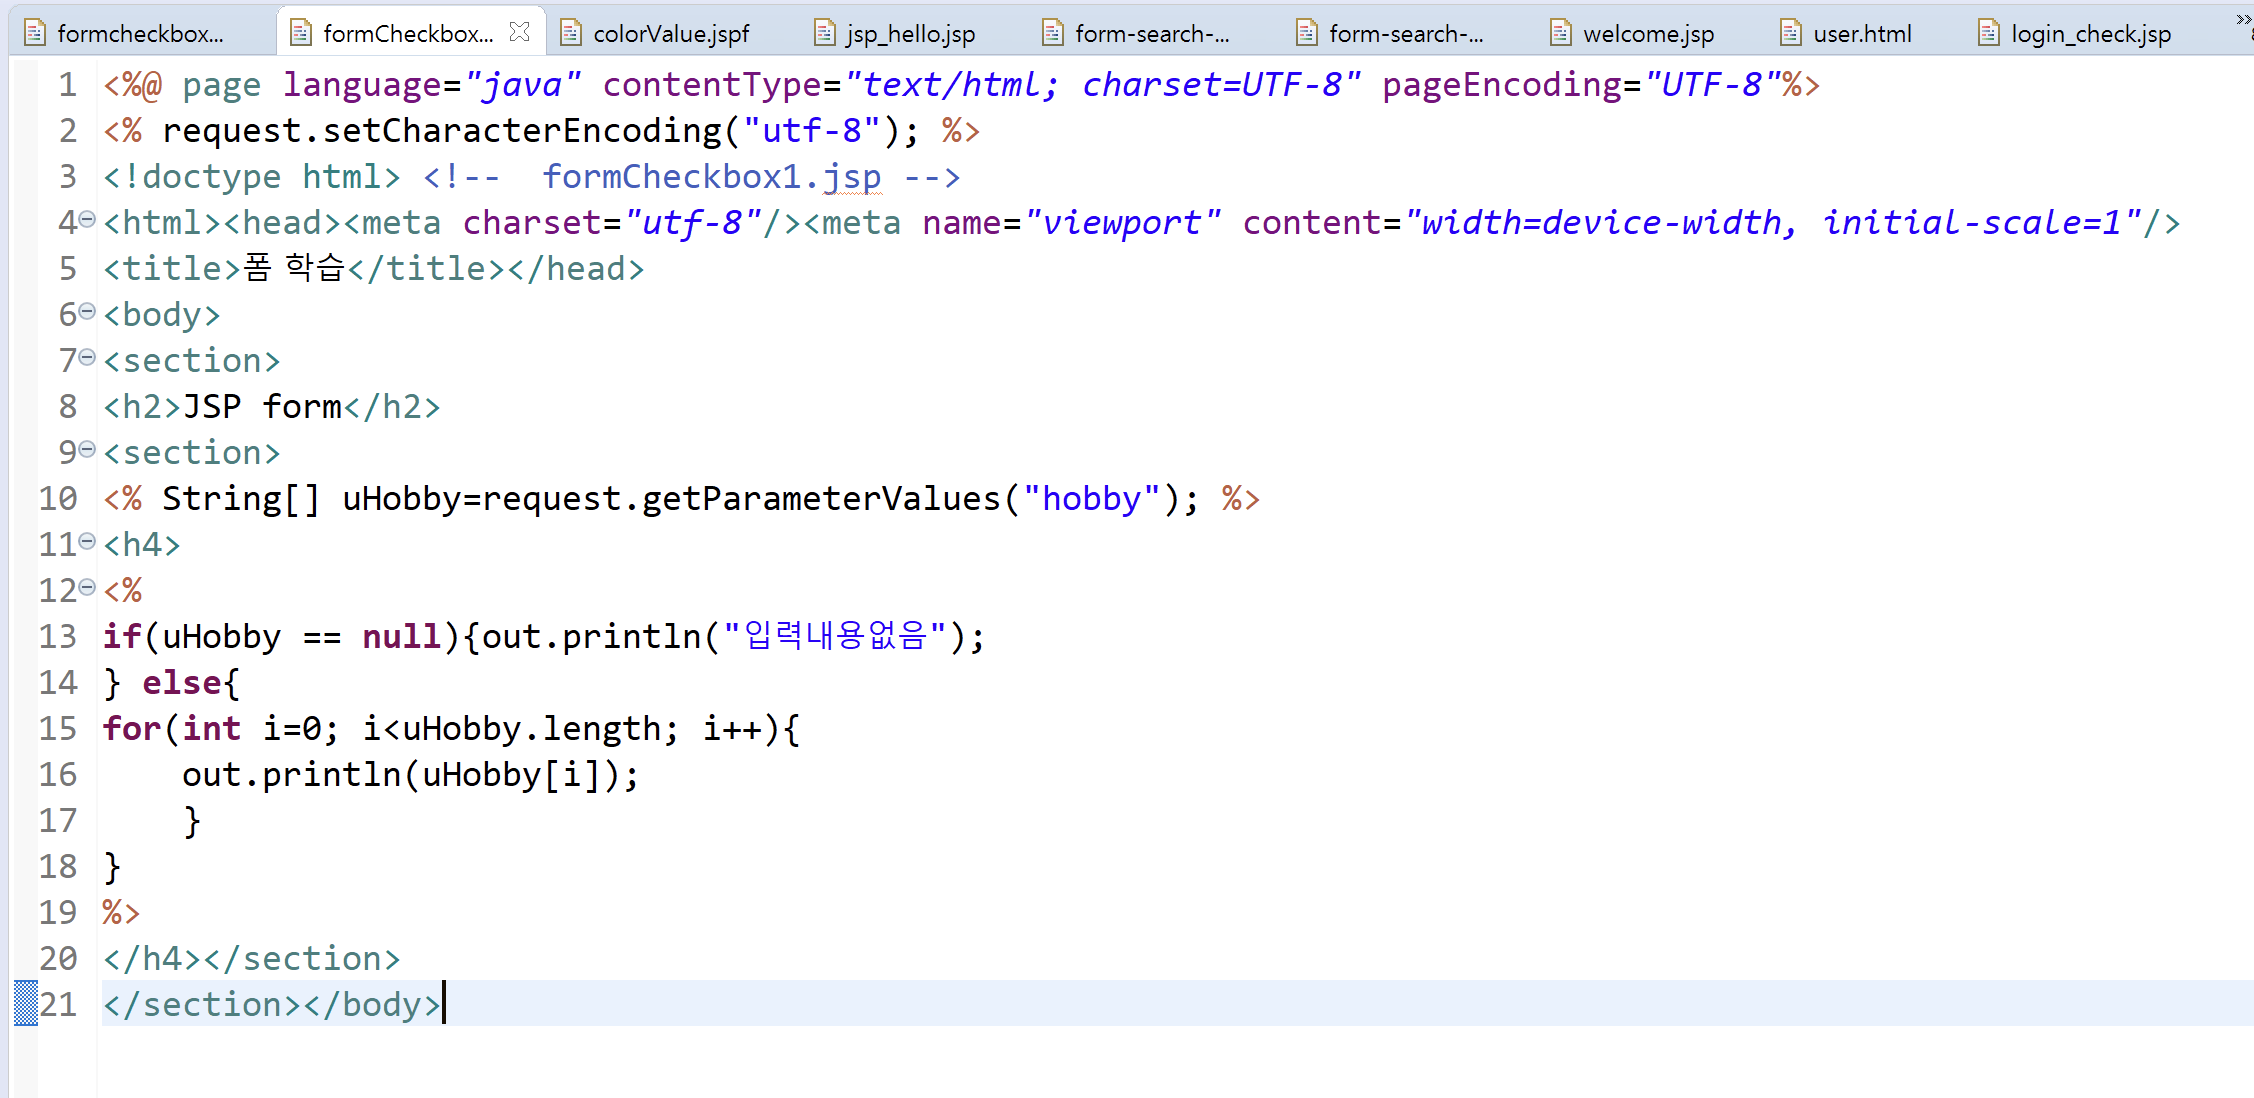 formcheckbox... formCheckbox... colorValue.jspf jsp_hello.jsp form-search-... form-search-... welcome.jsp user.html login_check.jsp
1 <%@ page language="java" contentType="text/html; charset=UTF-8" pageEncoding="UTF-8"%>
2 <% request.setCharacterEncoding("utf-8"); %>
3 <!doctype html> <!--  formCheckbox1.jsp -->
4 <html><head><meta charset="utf-8"/><meta name="viewport" content="width=device-width, initial-scale=1"/>
5 <title>폼 학습</title></head>
6 <body>
7 <section>
8 <h2>JSP form</h2>
9 <section>
10 <% String[] uHobby=request.getParameterValues("hobby"); %>
11 <h4>
12 <%
13 if(uHobby == null){out.println("입력내용없음");
14 } else{
15 for(int i=0; i<uHobby.length; i++){
16     out.println(uHobby[i]);
17     }
18 }
19 %>
20 </h4></section>
21 </section></body>